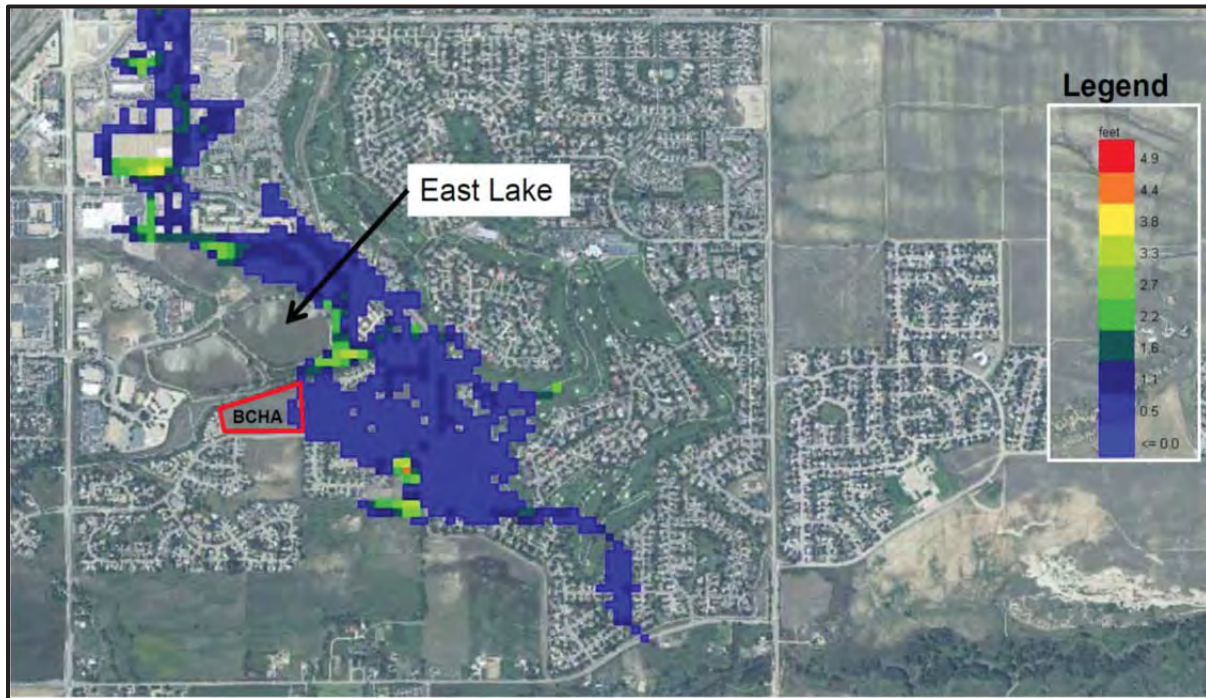 Legend
feet
4.9
4.4
3.8
3.3
2.7
2.2
1.6
1.1
0.5
<= 0.0
East Lake
BCHA